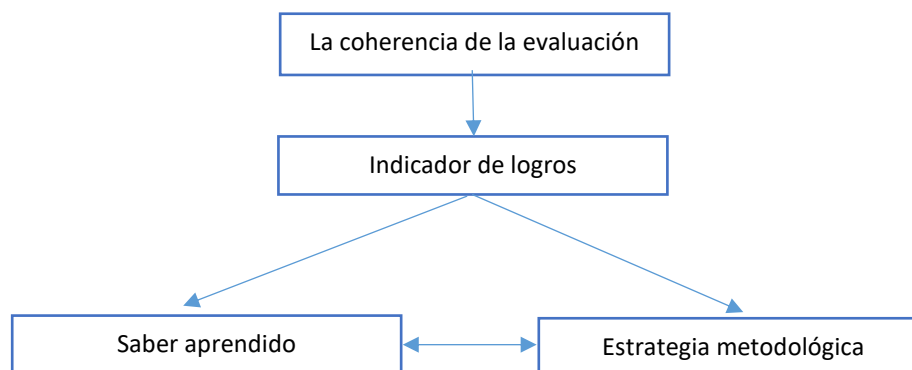 La coherencia de la evaluación
Indicador de logros
Saber aprendido
Estrategia metodológica